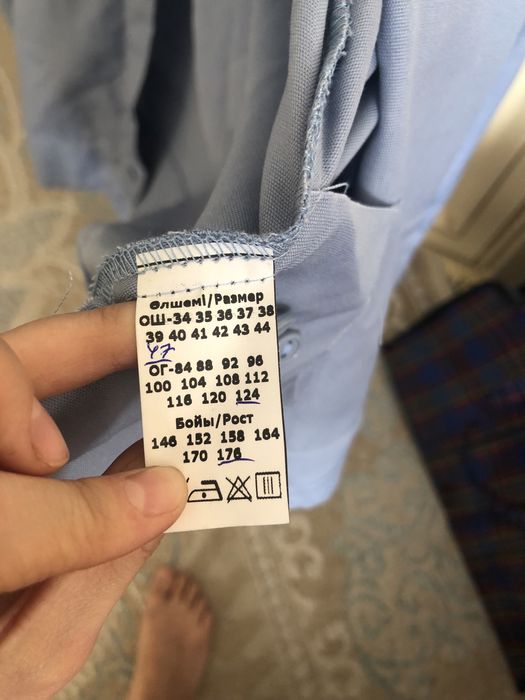 Өлшемі/Размер
ОШ-34 35 36 37 38
39 40 41 42 43 44
47
ОГ-84 88 92 96
100 104 108 112
116 120 124
Бойы/Рост
146 152 158 164
170 176